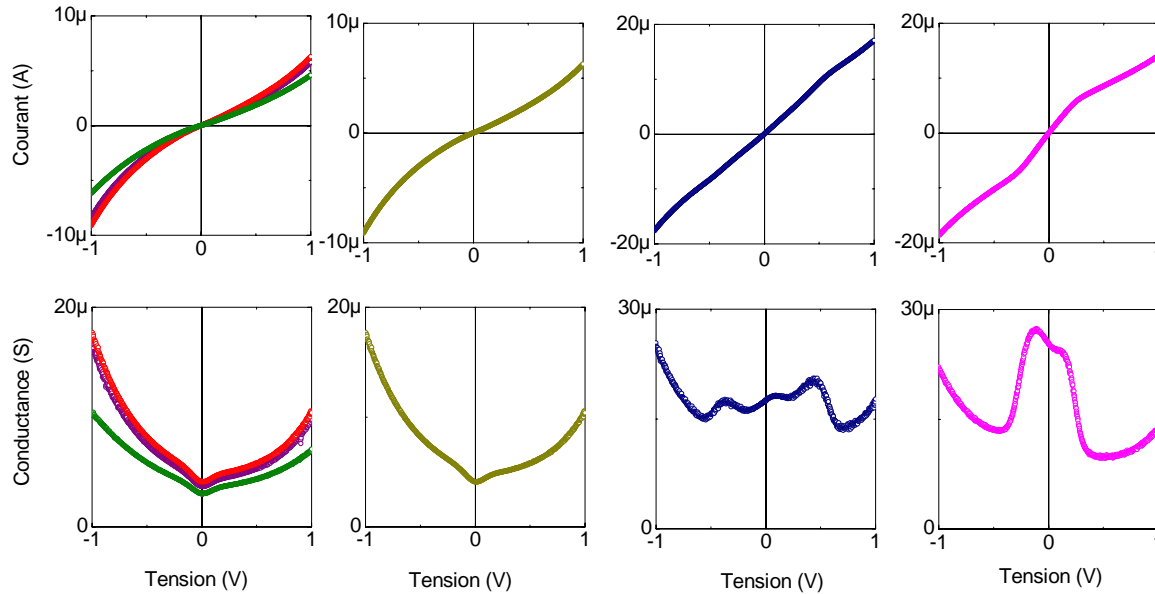 10µ 10µ 20µ 20µ
Courant (A)
0 0 0 0
-10µ -10µ -20µ -20µ
-1 0 1 -1 0 1 -1 0 1 -1 0
20µ 20µ 30µ 30µ
Conductance (S)
0 0 0 0
-1 0 1 -1 0 1 -1 0 1 -1 0 1
Tension (V) Tension (V) Tension (V) Tension (V)